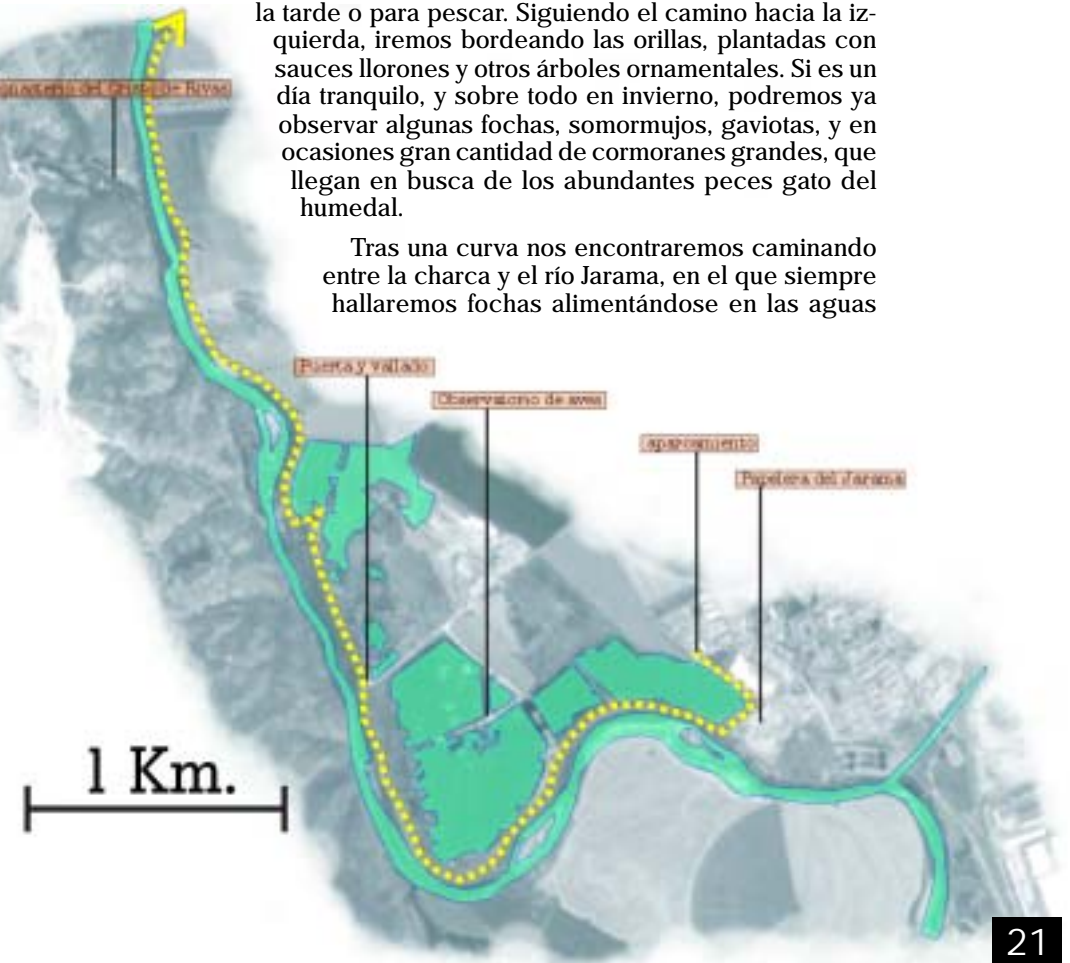 la tarde o para pescar. Siguiendo el camino hacia la iz-
quierda, iremos bordeando las orillas, plantadas con
sauces llorones y otros árboles ornamentales. Si es un
día tranquilo, y sobre todo en invierno, podremos ya
observar algunas fochas, somormujos, gaviotas, y en
ocasiones gran cantidad de cormoranes grandes, que
llegan en busca de los abundantes peces gato del
humedal.
Tras una curva nos encontraremos caminando
entre la charca y el río Jarama, en el que siempre
hallaremos fochas alimentándose en las aguas
del Cristo de Rivas
Puerta y vallado
Observatorio de aves
aparcamiento
Papelera del Jarama
1 Km.
21